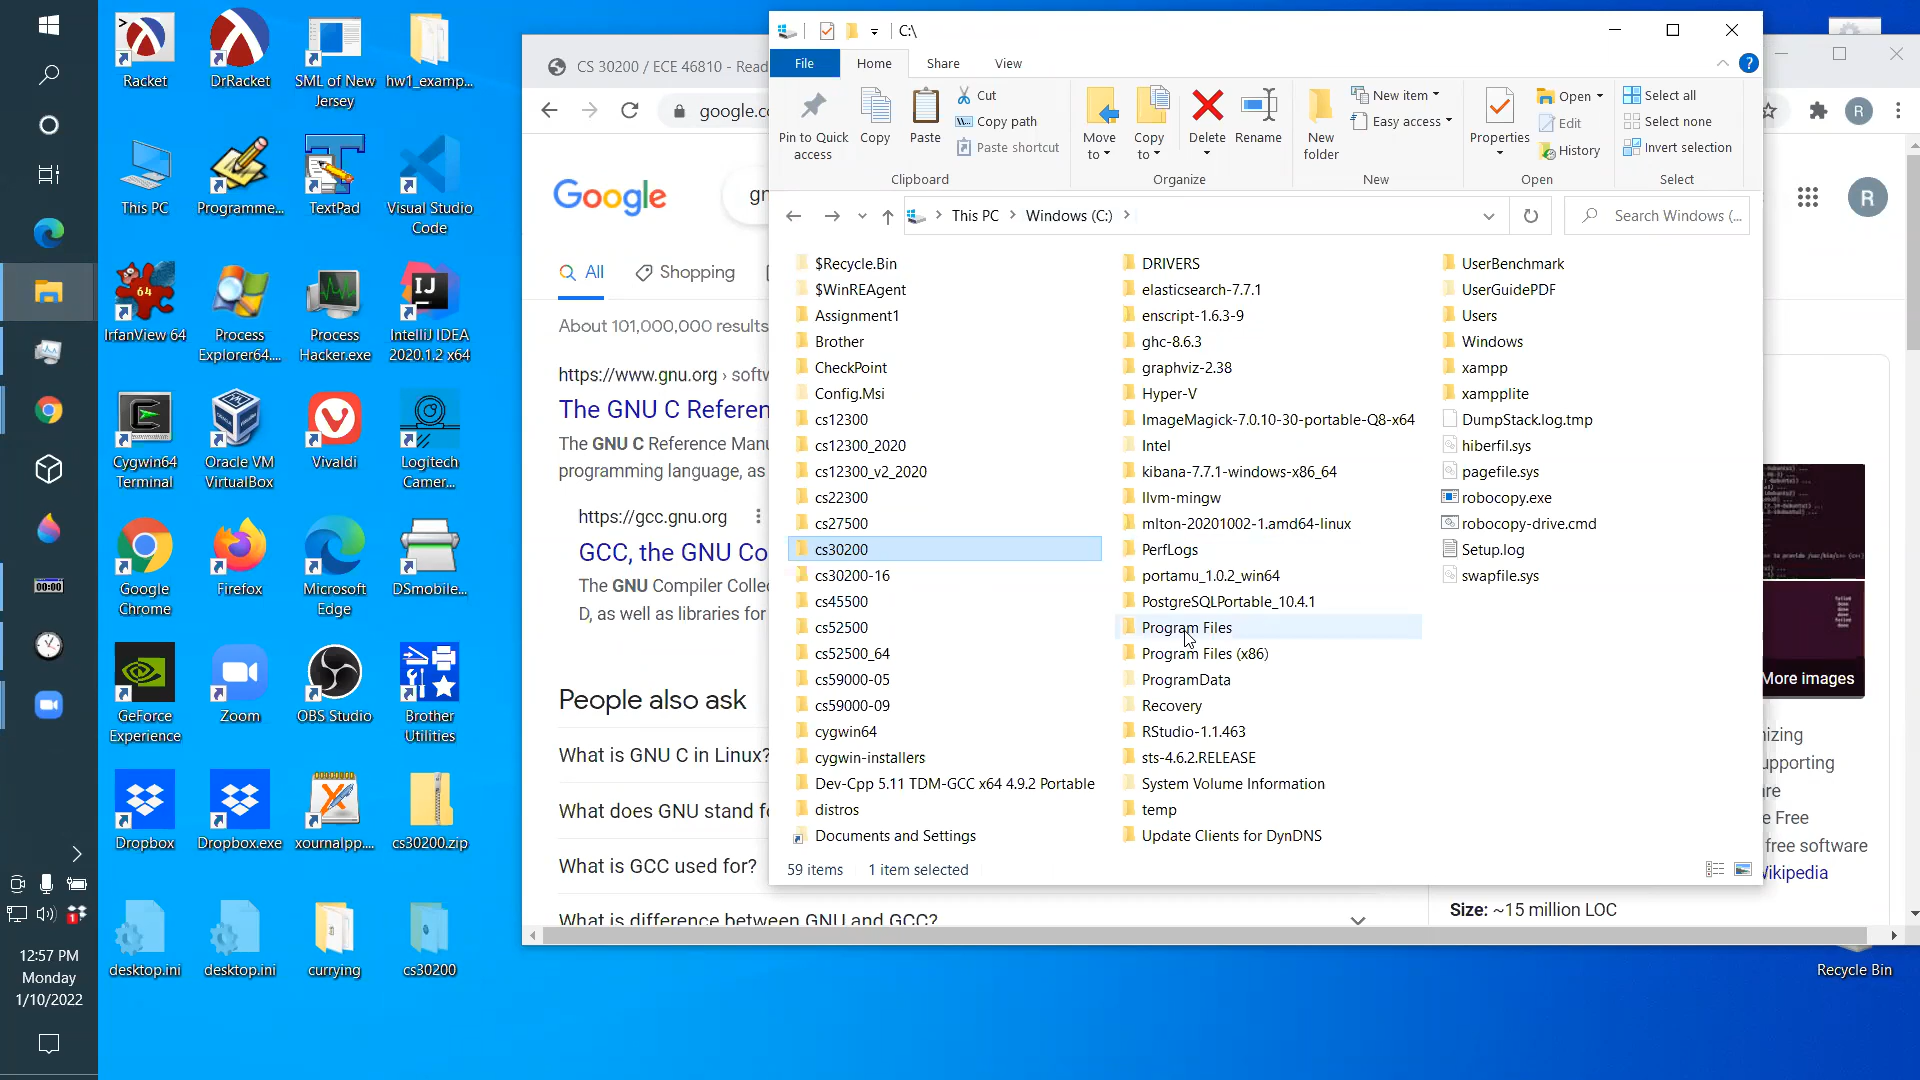 Racket
DrRacket
SML of New
Jersey
hw1_examp...
This PC
Programme...
TextPad
Visual Studio
Code
64
IrfanView 64
Process
Explorer64....
Process
Hacker.exe
IJ
IntelliJ IDEA
2020.1.2 x64
Cygwin64
Terminal
Oracle VM
VirtualBox
Vivaldi
Logitech
Camer...
Google
Chrome
Firefox
Microsoft
Edge
DSmobile...
GeForce
Experience
Zoom
OBS Studio
Brother
Utilities
Dropbox
Dropbox.exe
xournalpp....
cs30200.zip
desktop.ini
desktop.ini
currying
cs30200
00:00
1
12:57 PM
Monday
1/10/2022
Recycle Bin
CS 30200 / ECE 46810 - Read
google.co
R
Google
gn
R
All
Shopping
About 101,000,000 results
https://www.gnu.org › softw
The GNU C Referen
The GNU C Reference Manu
programming language, as
https://gcc.gnu.org
GCC, the GNU Co
The GNU Compiler Collec
D, as well as libraries for
People also ask
What is GNU C in Linux?
What does GNU stand fo
What is GCC used for?
What is difference between GNU and GCC?
More images
Free
free software
Wikipedia
Size: ~15 million LOC
C:\
File
Home
Share
View
?
Pin to Quick
access
Copy
Paste
Cut
Copy path
Paste shortcut
Clipboard
Move
to
Copy
to
Delete
Rename
Organize
New
folder
New item
Easy access
New
Properties
Open
Edit
History
Open
Select all
Select none
Invert selection
Select
This PC
Windows (C:)
Search Windows (...
$Recycle.Bin
$WinREAgent
Assignment1
Brother
CheckPoint
Config.Msi
cs12300
cs12300_2020
cs12300_v2_2020
cs22300
cs27500
cs30200
cs30200-16
cs45500
cs52500
cs52500_64
cs59000-05
cs59000-09
cygwin64
cygwin-installers
Dev-Cpp 5.11 TDM-GCC x64 4.9.2 Portable
distros
Documents and Settings
DRIVERS
elasticsearch-7.7.1
enscript-1.6.3-9
ghc-8.6.3
graphviz-2.38
Hyper-V
ImageMagick-7.0.10-30-portable-Q8-x64
Intel
kibana-7.7.1-windows-x86_64
llvm-mingw
mlton-20201002-1.amd64-linux
PerfLogs
portamu_1.0.2_win64
PostgreSQLPortable_10.4.1
Program Files
Program Files (x86)
ProgramData
Recovery
RStudio-1.1.463
sts-4.6.2.RELEASE
System Volume Information
temp
Update Clients for DynDNS
UserBenchmark
UserGuidePDF
Users
Windows
xampp
xampplite
DumpStack.log.tmp
hiberfil.sys
pagefile.sys
robocopy.exe
robocopy-drive.cmd
Setup.log
swapfile.sys
59 items
1 item selected